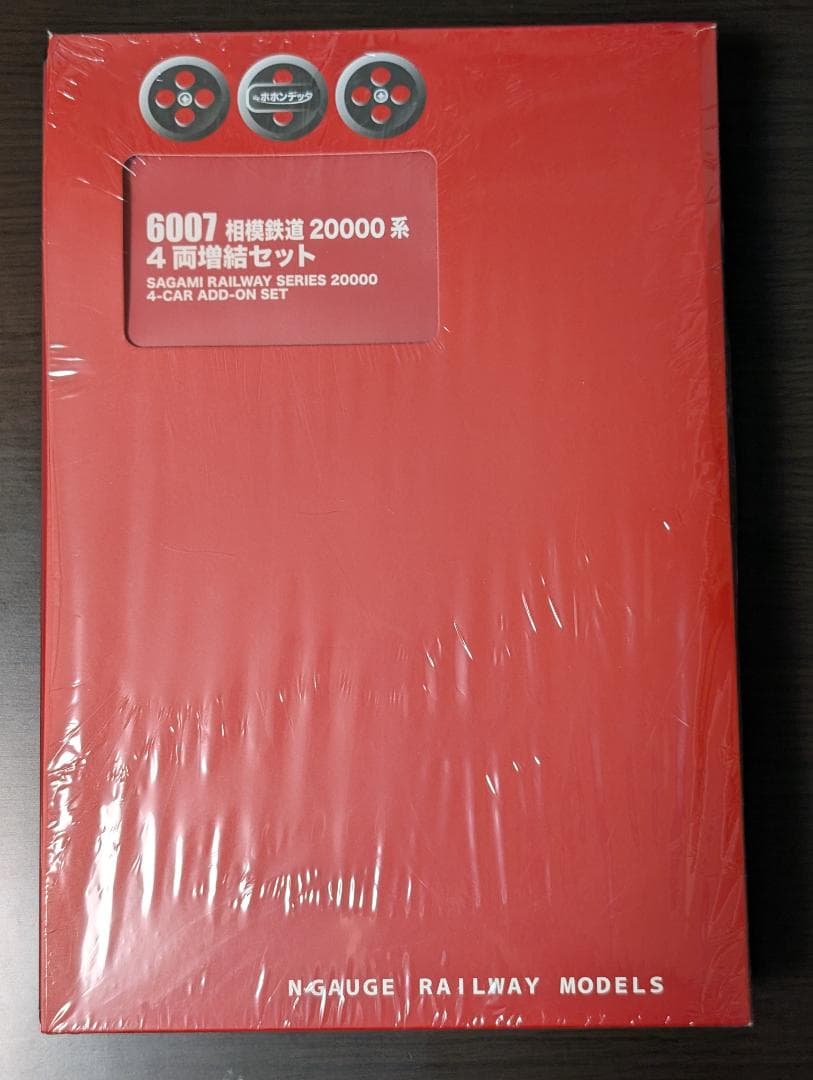 ポポンデッタ
6007 相模鉄道 20000 系
4 両増結セット
SAGAMI RAILWAY SERIES 20000
4-CAR ADD-ON SET
N-GAUGE RAILWAY MODELS